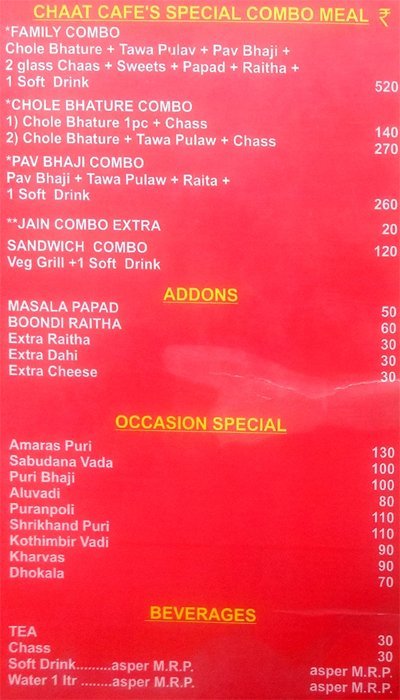 CHAAT CAFE'S SPECIAL COMBO MEAL ₹
*FAMILY COMBO
Chole Bhature + Tawa Pulav + Pav Bhaji +
2 glass Chaas + Sweets + Papad + Raitha +
1 Soft Drink 520
*CHOLE BHATURE COMBO
1) Chole Bhature 1pc + Chass 140
2) Chole Bhature + Tawa Pulaw + Chass 270
*PAV BHAJI COMBO
Pav Bhaji + Tawa Pulaw + Raita +
1 Soft Drink 260
**JAIN COMBO EXTRA 20
SANDWICH COMBO 120
Veg Grill +1 Soft Drink
ADDONS
MASALA PAPAD 50
BOONDI RAITHA 60
Extra Raitha 30
Extra Dahi 30
Extra Cheese 30
OCCASION SPECIAL
Amaras Puri 130
Sabudana Vada 100
Puri Bhaji 100
Aluvadi 80
Puranpoli 110
Shrikhand Puri 110
Kothimbir Vadi 90
Kharvas 90
Dhokala 70
BEVERAGES
TEA 30
Chass 30
Soft Drink.........asper M.R.P. asper M.R.P.
Water 1 ltr ........asper M.R.P. asper M.R.P.